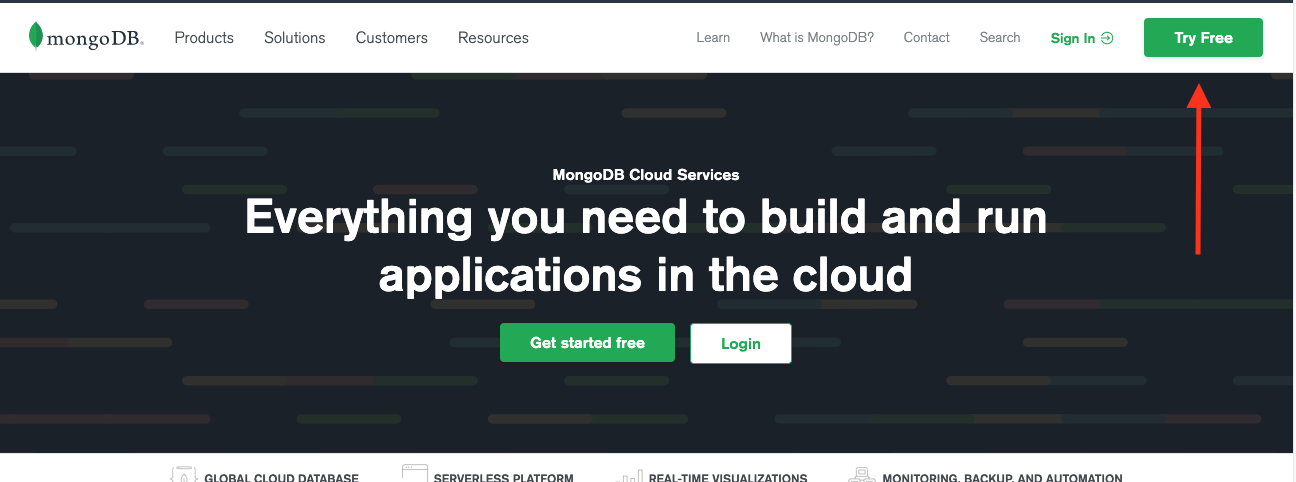 mongoDB. Products Solutions Customers Resources Learn What is MongoDB? Contact Search Sign In Try Free
MongoDB Cloud Services
Everything you need to build and run
applications in the cloud
Get started free Login
GLOBAL CLOUD DATABASE SERVERLESS PLATFORM REAL-TIME VISUALIZATIONS MONITORING, BACKUP, AND AUTOMATION